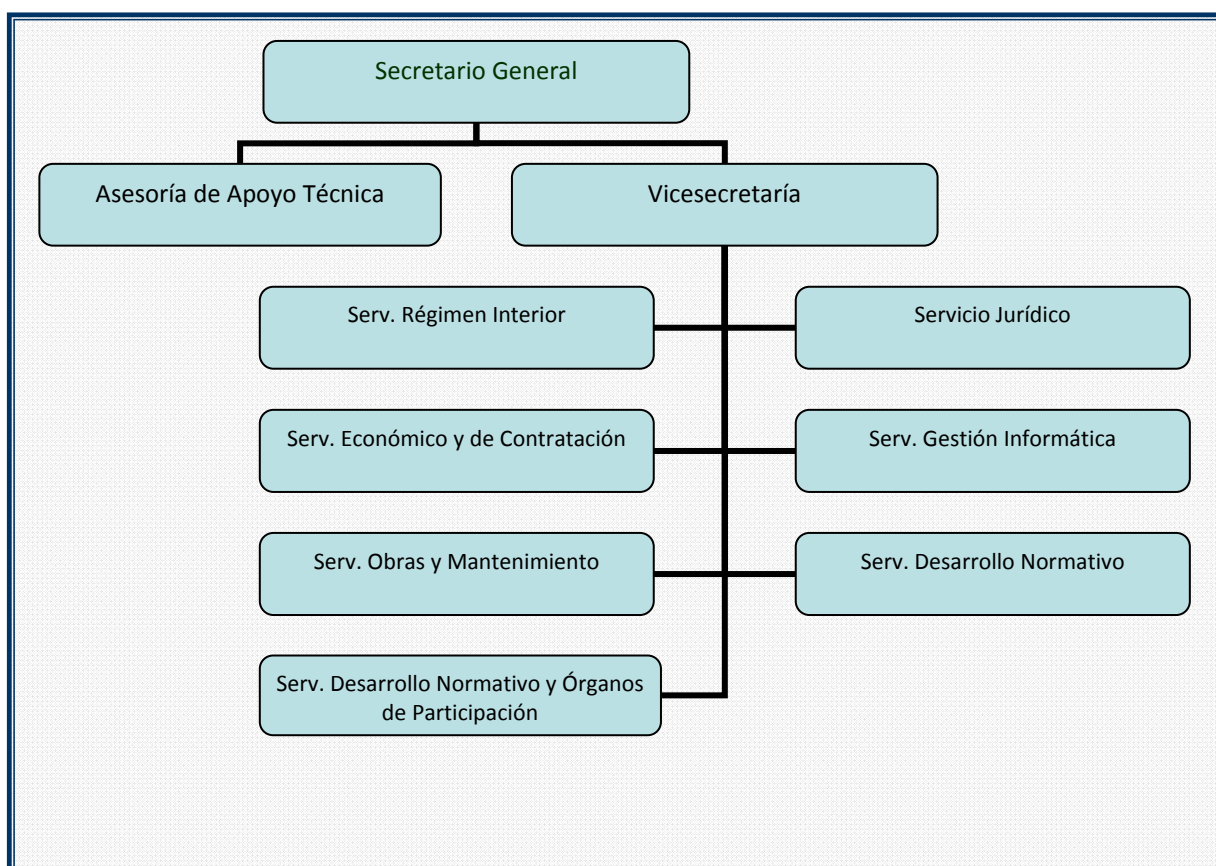 Secretario General
Asesoría de Apoyo Técnica
Vicesecretaría
Serv. Régimen Interior
Servicio Jurídico
Serv. Económico y de Contratación
Serv. Gestión Informática
Serv. Obras y Mantenimiento
Serv. Desarrollo Normativo
Serv. Desarrollo Normativo y Órganos
de Participación